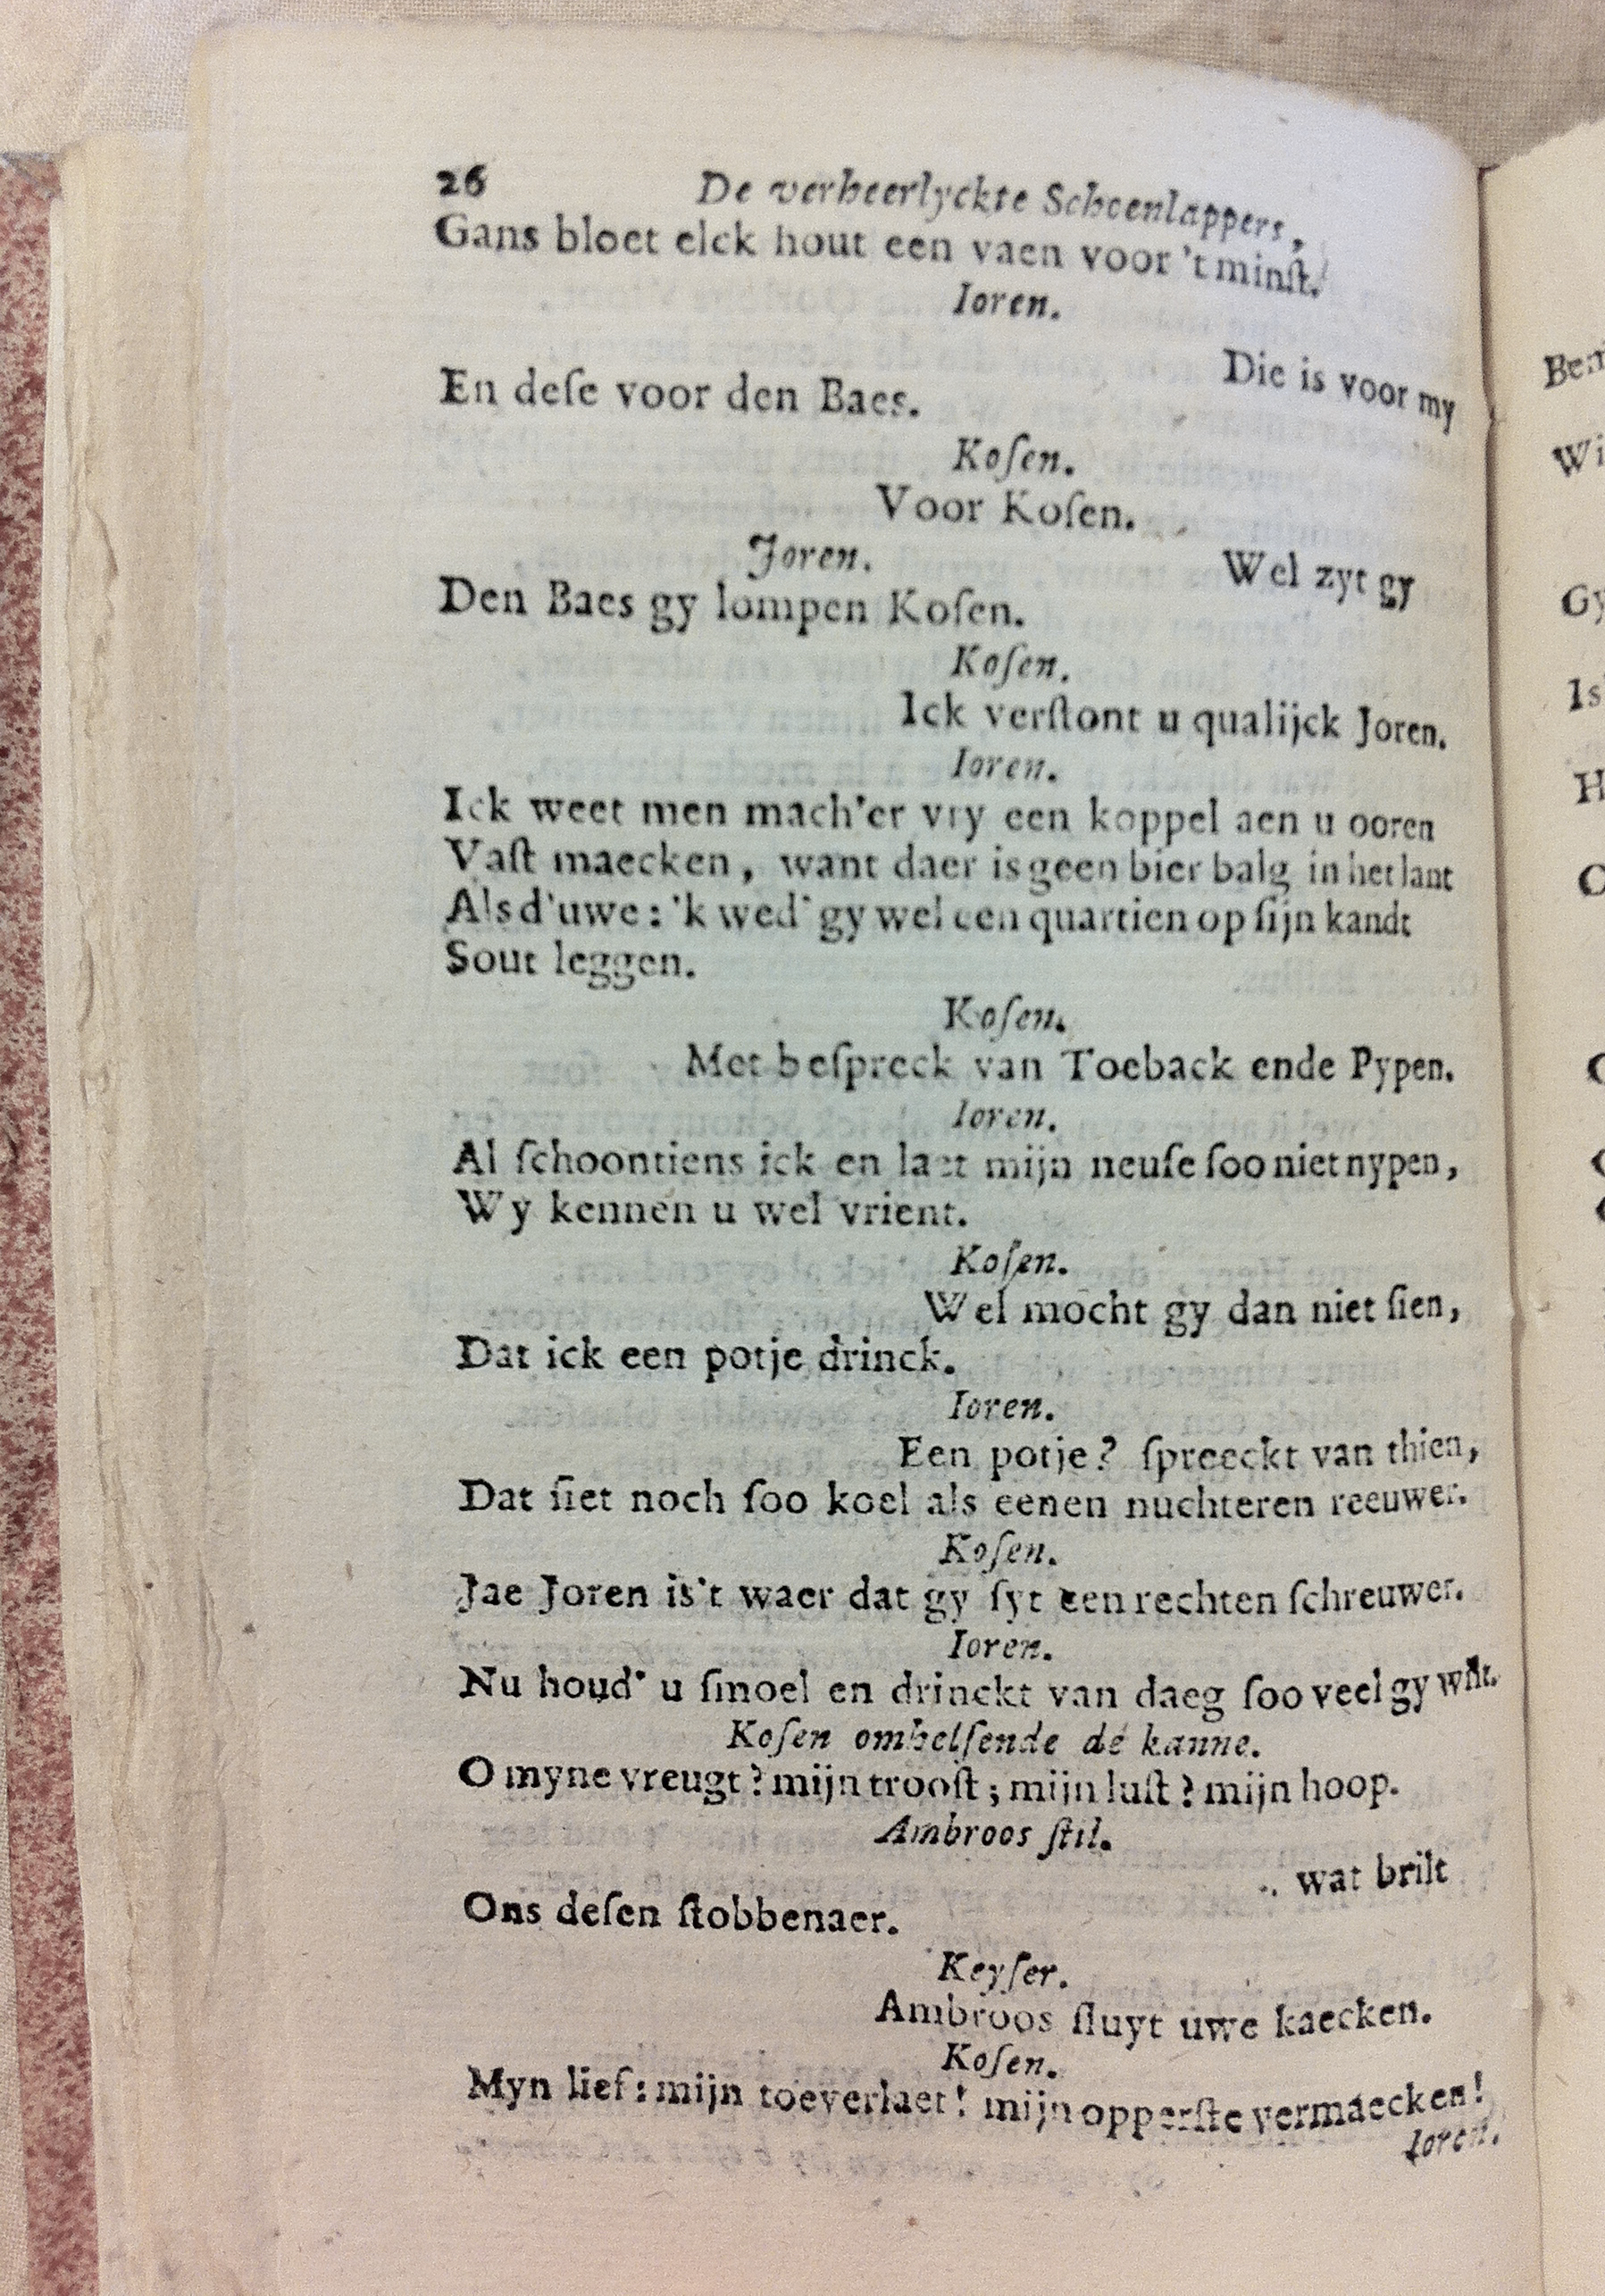 26 De verheerlyckte Schoenlappers,
Gans bloet elck hout een vaen voor 't minſt.
Ioren.
Die is voor my
En deſe voor den Baes.
Koſen.
Voor Koſen.
Joren.
Wel zyt gy
Den Baes gy lompen Koſen.
Koſen.
Ick verſtont u qualijck Joren.
Ioren.
Ick weet men mach'er vry een koppel aen u ooren
Vaſt maecken, want daer is geen bier balg in het lant
Als d'uwe: 'k wed' gy wel een quartien op ſijn kandt
Sout leggen.
Koſen.
Met beſpreck van Toeback ende Pypen.
Ioren.
Al ſchoontiens ick en laet mijn neuſe ſoo niet nypen,
Wy kennen u wel vrient.
Koſen.
Wel mocht gy dan niet ſien,
Dat ick een potje drinck.
Ioren.
Een potje? ſpreeckt van thien,
Dat ſiet noch ſoo koel als eenen nuchteren reeuwer.
Koſen.
Jae Joren is't waer dat gy ſyt een rechten ſchreuwer.
Ioren.
Nu houd' u ſmoel en drinckt van daeg ſoo veel gy wilt.
Koſen omhelſende de kanne.
O myne vreugt? mijn trooſt; mijn luſt? mijn hoop.
Ambroos ſtil.
wat brilt
Ons deſen ſtobbenaer.
Keyſer.
Ambroos ſluyt uwe kaecken.
Koſen.
Myn lief: mijn toeverlaet! mijn opperſte vermaecken!
Ioren.
Wi
Gy
Is
H